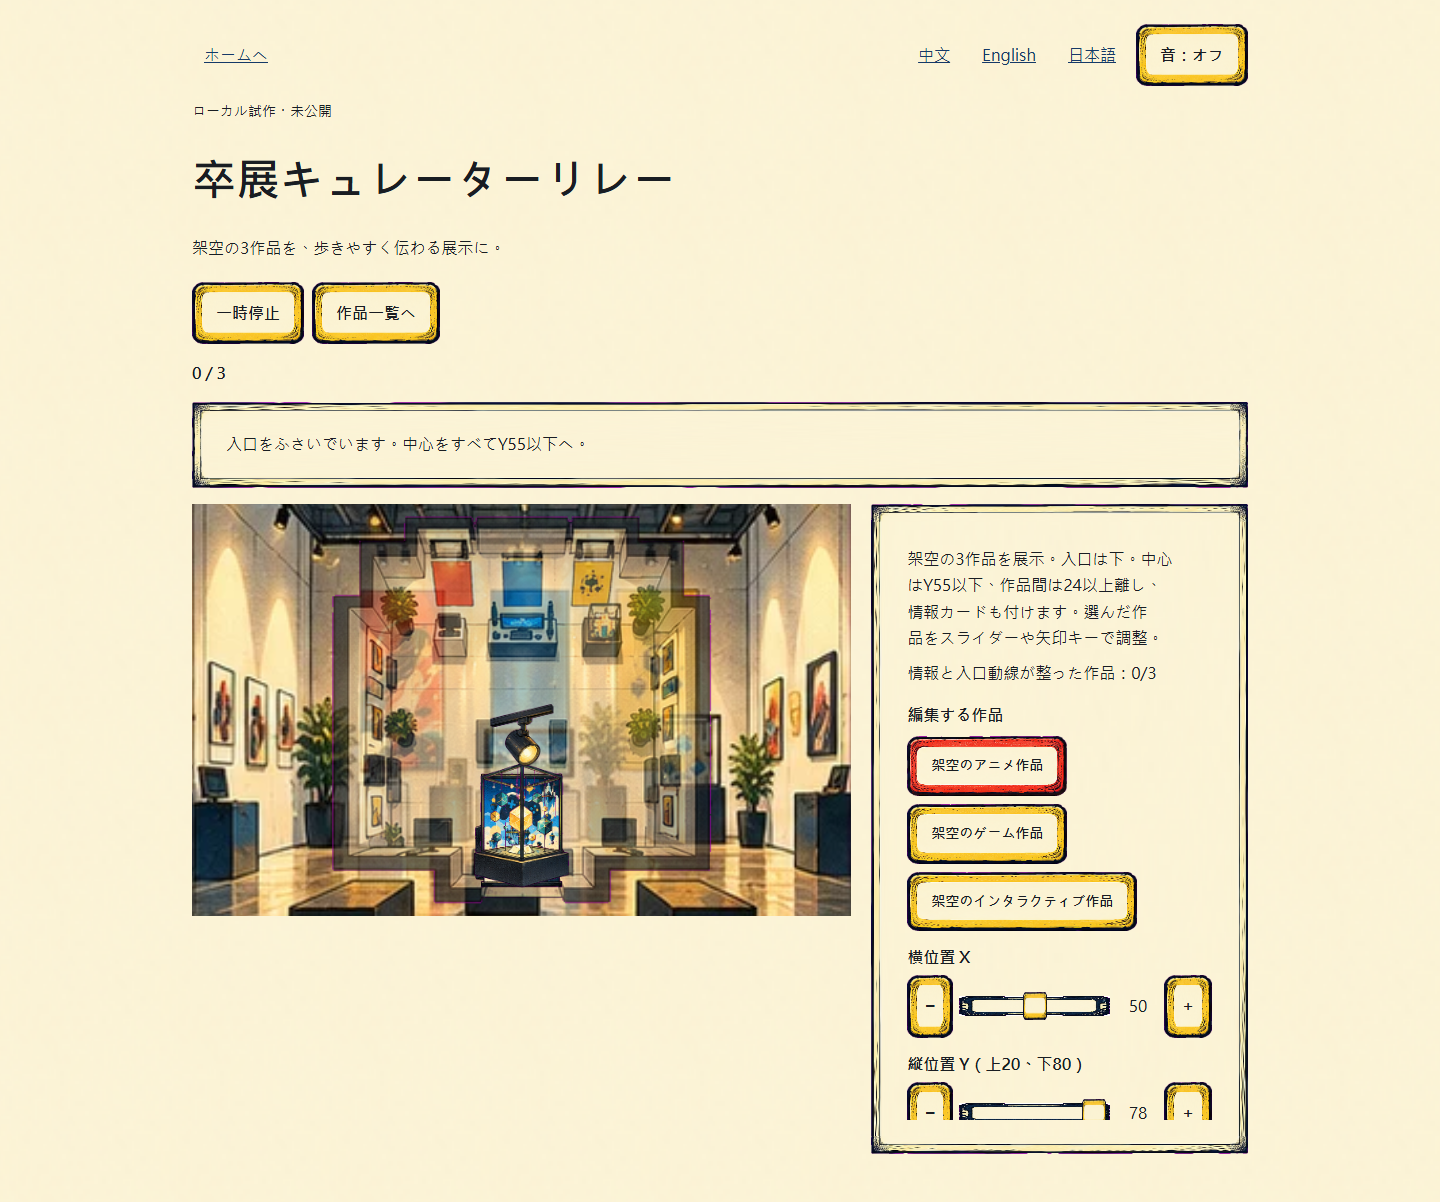 ホームへ
中文 English 日本語 音：オフ
ローカル試作・未公開
卒展キュレーターリレー
架空の3作品を、歩きやすく伝わる展示に。
一時停止 作品一覧へ
0 / 3
入口をふさいでいます。中心をすべてY55以下へ。
架空の3作品を展示。入口は下。中心
はY55以下、作品間は24以上離し、
情報カードも付けます。選んだ作
品をスライダーや矢印キーで調整。
情報と入口動線が整った作品：0/3
編集する作品
架空のアニメ作品
架空のゲーム作品
架空のインタラクティブ作品
横位置 X
− 50 +
縦位置 Y（上20、下80）
− 78 +